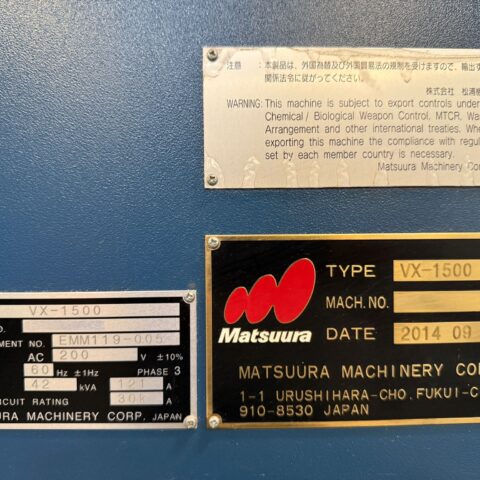 注意 : 本製品は、外国為替及び外国貿易法の規制を受けますので、輸出す
関係法令に従がってください。
株式会社 松浦機
WARNING: This machine is subject to export controls under
Chemical / Biological Weapon Control, MTCR, Wa
Arrangement and other international treaties. Whe
exporting this machine the compliance with regul
set by each member country is necessary.
Matsuura Machinery Cor
Matsuura
TYPE VX-1500
MACH. NO.
DATE 2014 09
MATSUURA MACHINERY CO
1-1 URUSHIHARA-CHO. FUKUI-C
910-8530 JAPAN
VX-1500
O.
MENT NO. EMM119-005
AC 200 V ±10%
60 Hz ±1Hz PHASE 3
42 kVA 121 A
CUIT RATING 30k A
URA MACHINERY CORP. JAPAN